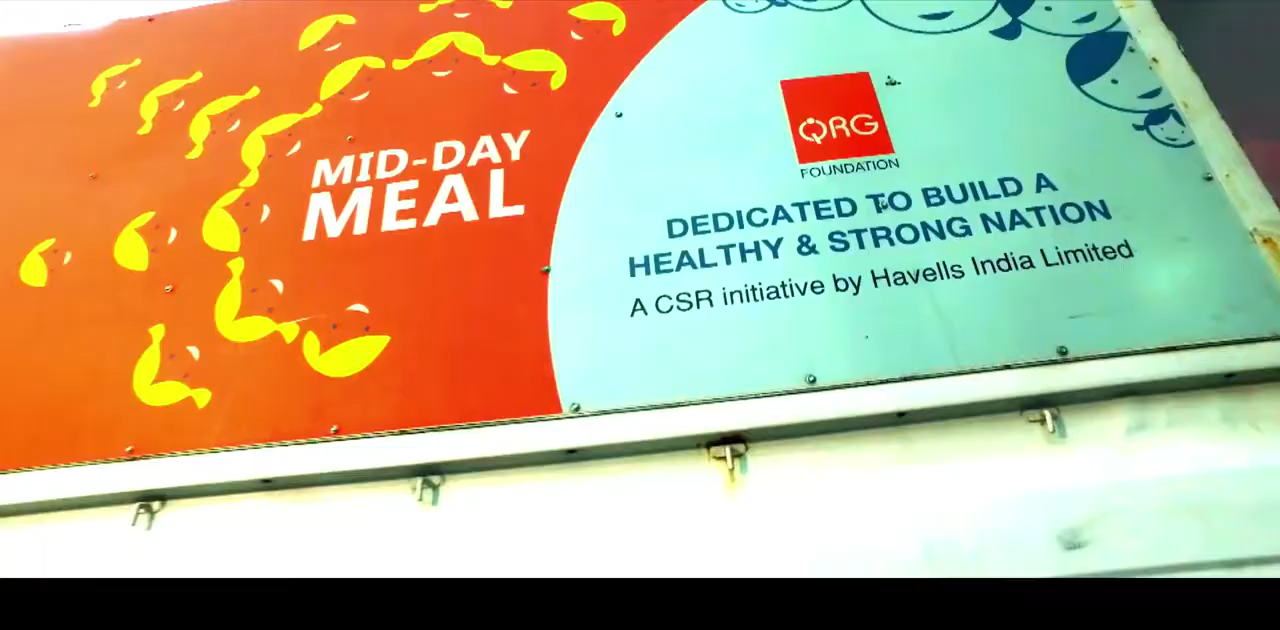 MID-DAY
MEAL
QRG
FOUNDATION
DEDICATED TO BUILD A
HEALTHY & STRONG NATION
A CSR initiative by Havells India Limited